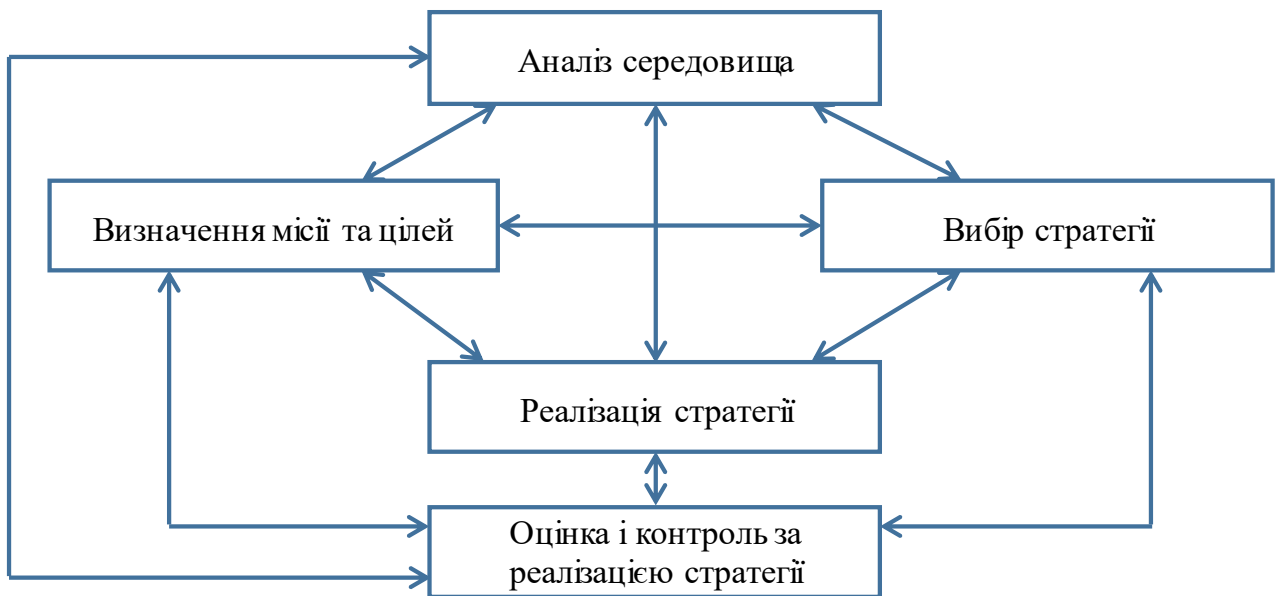 Аналіз середовища
Визначення місії та цілей
Вибір стратегії
Реалізація стратегії
Оцінка і контроль за
реалізацією стратегії